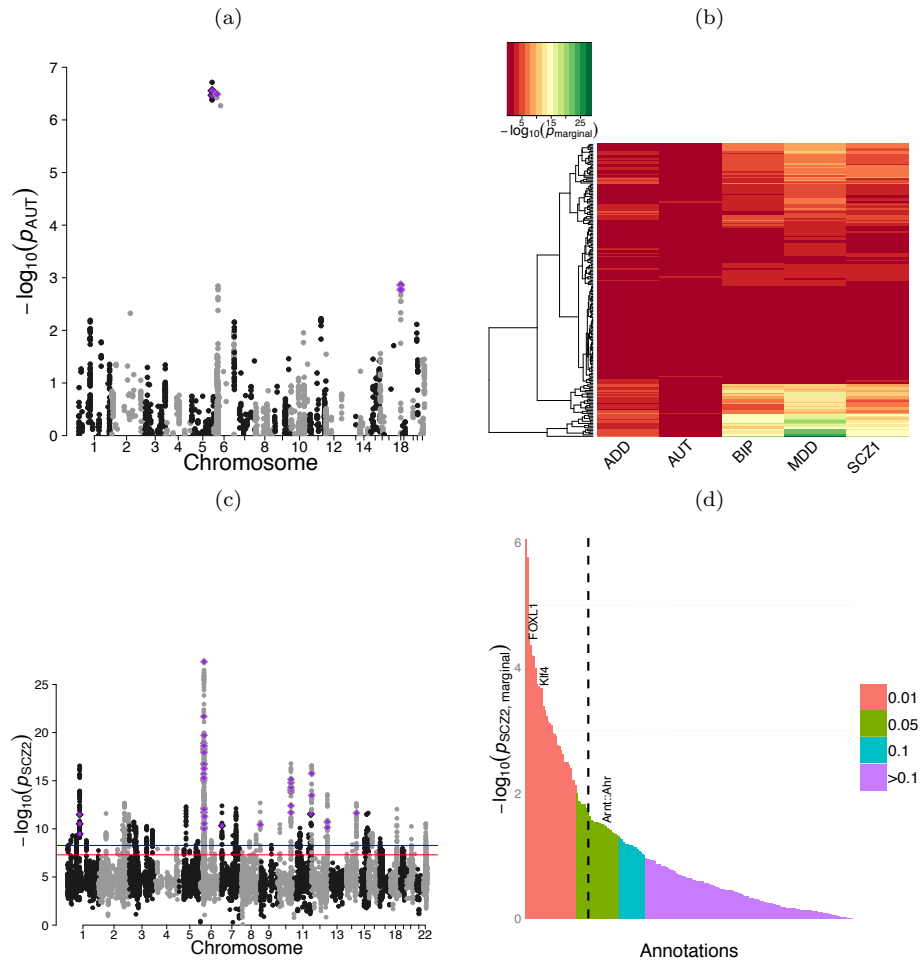 (a)
7
6
5
4
3
2
1
0
−log10(pAUT)
1 2 3 4 5 6 8 10 14 18
Chromosome
(b)
5 15 25
−log10(pmarginal)
ADD AUT BIP MDD SCZ1
(c)
25
20
15
10
5
0
−log10(pSCZ2)
1 2 3 4 5 6 7 9 11 13 15 18 22
Chromosome
(d)
6
4
2
0
−log10(pSCZ2, marginal)
FOXL1
Klf4
Arnt::Ahr
0.01
0.05
0.1
>0.1
Annotations